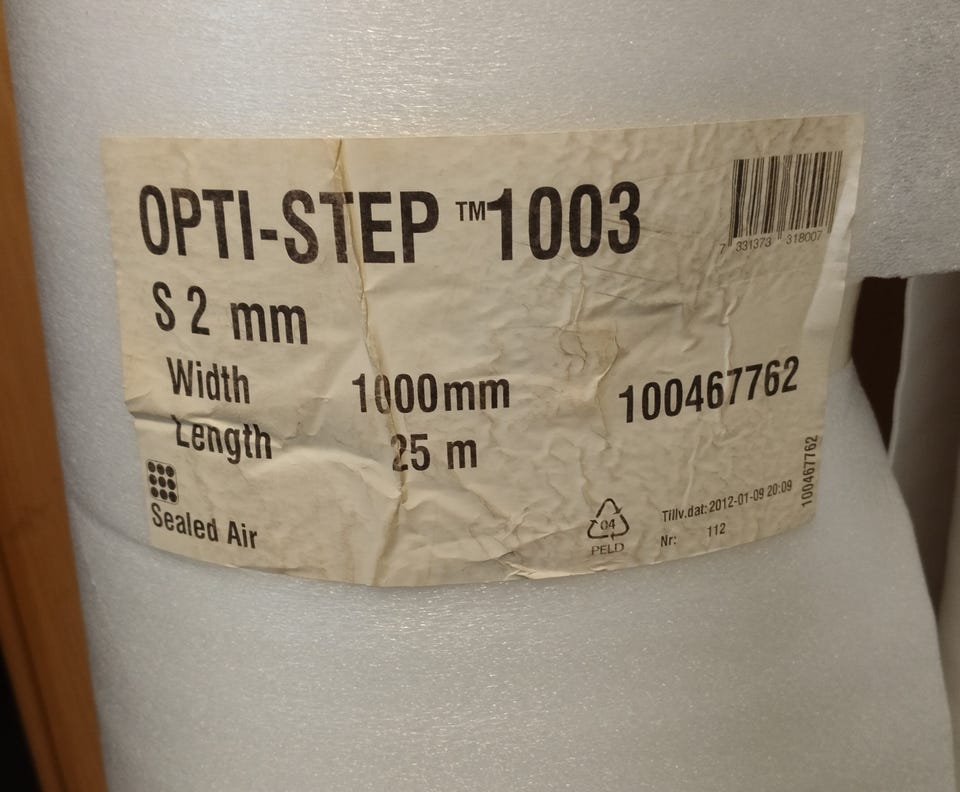 OPTI-STEP ™1003
7 331373 318007
S 2 mm
Width 1000mm
100467762
Length 25 m
Sealed Air
04
PELD
Tillv.dat: 2012-01-09 20:09
Nr: 112
100467762